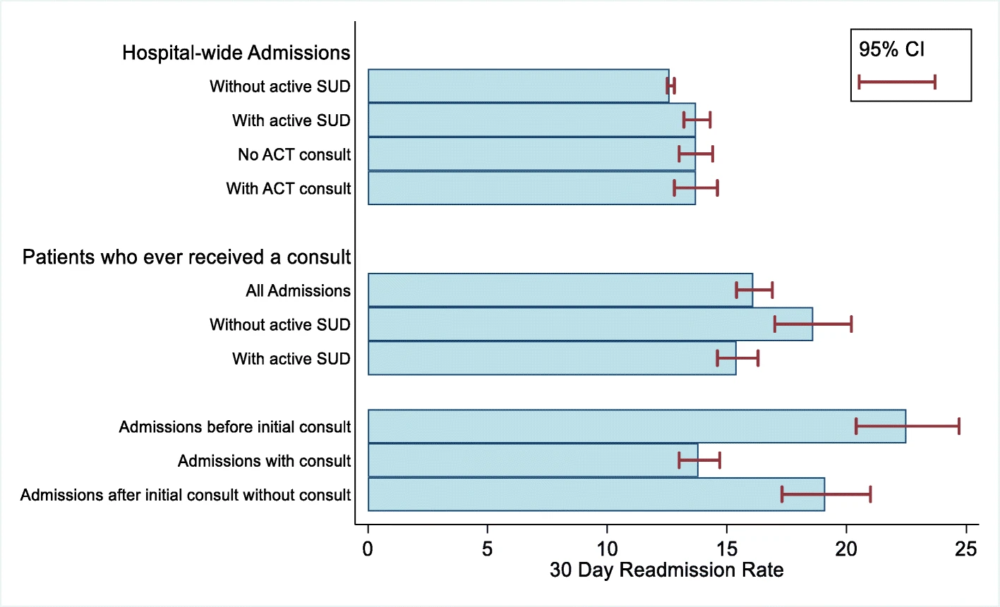 Hospital-wide Admissions
95% CI
Without active SUD
With active SUD
No ACT consult
With ACT consult
Patients who ever received a consult
All Admissions
Without active SUD
With active SUD
Admissions before initial consult
Admissions with consult
Admissions after initial consult without consult
0 5 10 15 20 25
30 Day Readmission Rate